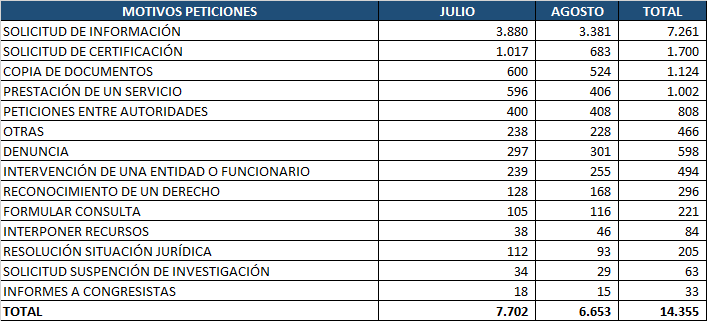 MOTIVOS PETICIONES JULIO AGOSTO TOTAL
SOLICITUD DE INFORMACIÓN 3.880 3.381 7.261
SOLICITUD DE CERTIFICACIÓN 1.017 683 1.700
COPIA DE DOCUMENTOS 600 524 1.124
PRESTACIÓN DE UN SERVICIO 596 406 1.002
PETICIONES ENTRE AUTORIDADES 400 408 808
OTRAS 238 228 466
DENUNCIA 297 301 598
INTERVENCIÓN DE UNA ENTIDAD O FUNCIONARIO 239 255 494
RECONOCIMIENTO DE UN DERECHO 128 168 296
FORMULAR CONSULTA 105 116 221
INTERPONER RECURSOS 38 46 84
RESOLUCIÓN SITUACIÓN JURÍDICA 112 93 205
SOLICITUD SUSPENCIÓN DE INVESTIGACIÓN 34 29 63
INFORMES A CONGRESISTAS 18 15 33
TOTAL 7.702 6.653 14.355